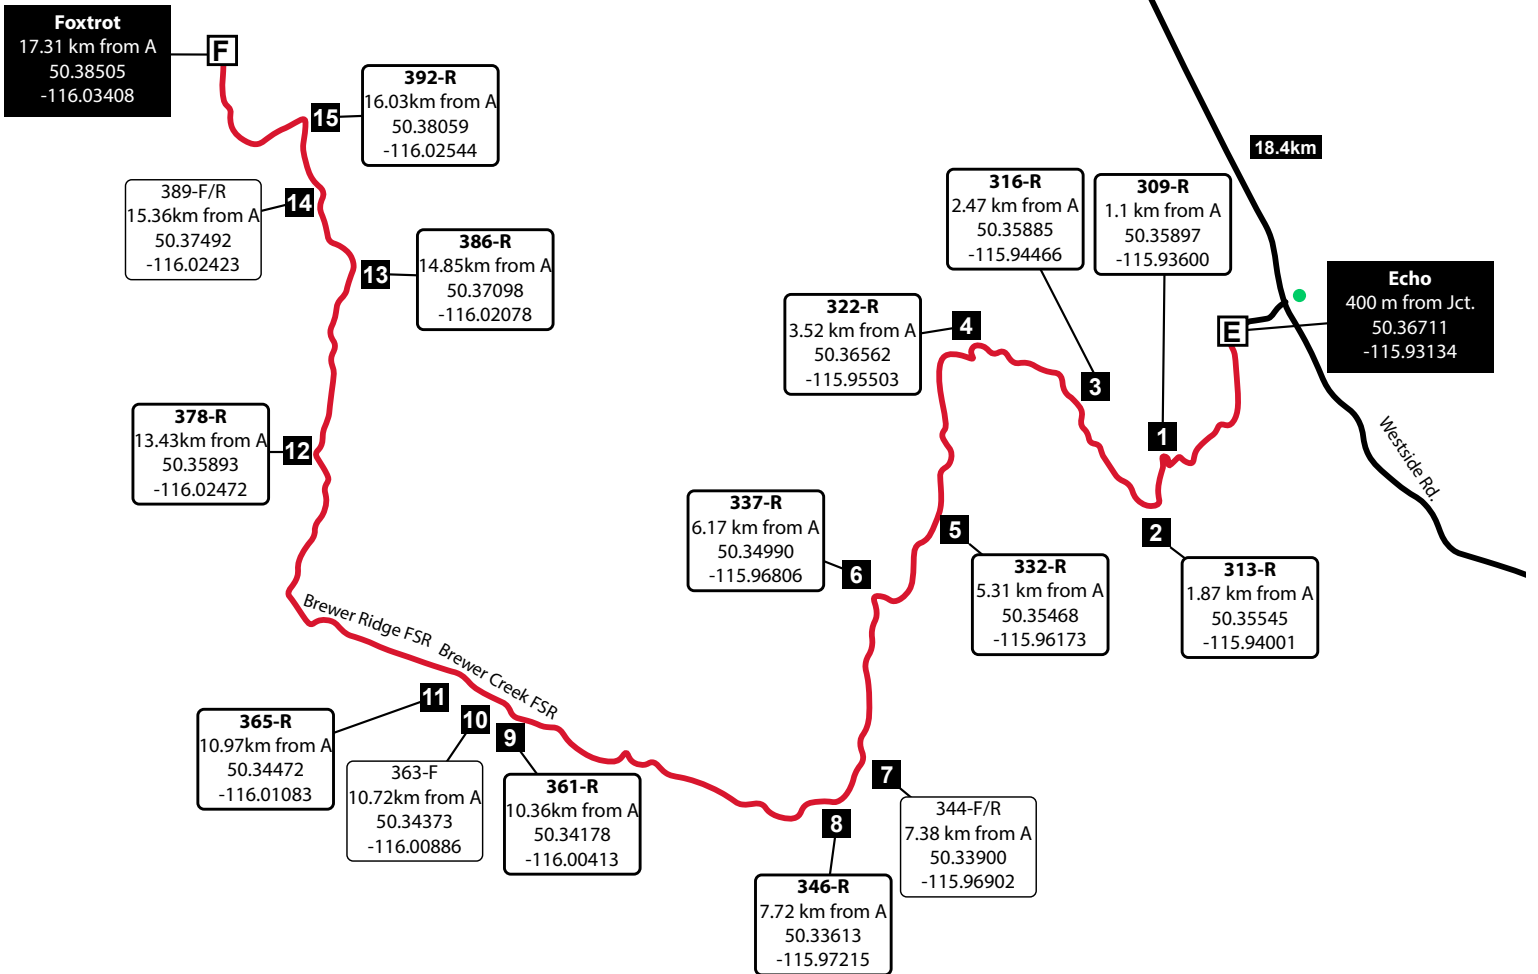 Foxtrot
17.31 km from A
50.38505
-116.03408
F
15
392-R
16.03km from A
50.38059
-116.02544
389-F/R
15.36km from A
50.37492
-116.02423
14
13
386-R
14.85km from A
50.37098
-116.02078
378-R
13.43km from A
50.35893
-116.02472
12
Brewer Ridge FSR
Brewer Creek FSR
11
365-R
10.97km from A
50.34472
-116.01083
10
363-F
10.72km from A
50.34373
-116.00886
9
361-R
10.36km from A
50.34178
-116.00413
8
346-R
7.72 km from A
50.33613
-115.97215
7
344-F/R
7.38 km from A
50.33900
-115.96902
337-R
6.17 km from A
50.34990
-115.96806
6
5
332-R
5.31 km from A
50.35468
-115.96173
322-R
3.52 km from A
50.36562
-115.95503
4
316-R
2.47 km from A
50.35885
-115.94466
3
309-R
1.1 km from A
50.35897
-115.93600
1
2
313-R
1.87 km from A
50.35545
-115.94001
18.4km
E
Echo
400 m from Jct.
50.36711
-115.93134
Westside Rd.